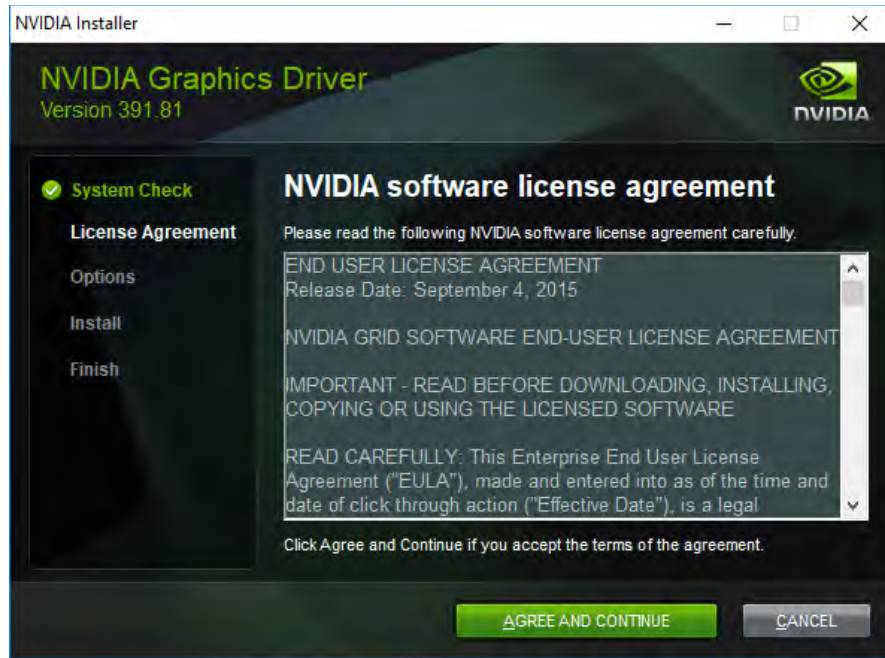 NVIDIA Installer
NVIDIA Graphics Driver
Version 391.81
NVIDIA
System Check
License Agreement
Options
Install
Finish
NVIDIA software license agreement
Please read the following NVIDIA software license agreement carefully.
END USER LICENSE AGREEMENT
Release Date: September 4, 2015
NVIDIA GRID SOFTWARE END-USER LICENSE AGREEMENT
IMPORTANT - READ BEFORE DOWNLOADING, INSTALLING,
COPYING OR USING THE LICENSED SOFTWARE
READ CAREFULLY: This Enterprise End User License
Agreement ("EULA"), made and entered into as of the time and
date of click through action ("Effective Date"), is a legal
Click Agree and Continue if you accept the terms of the agreement.
AGREE AND CONTINUE
CANCEL